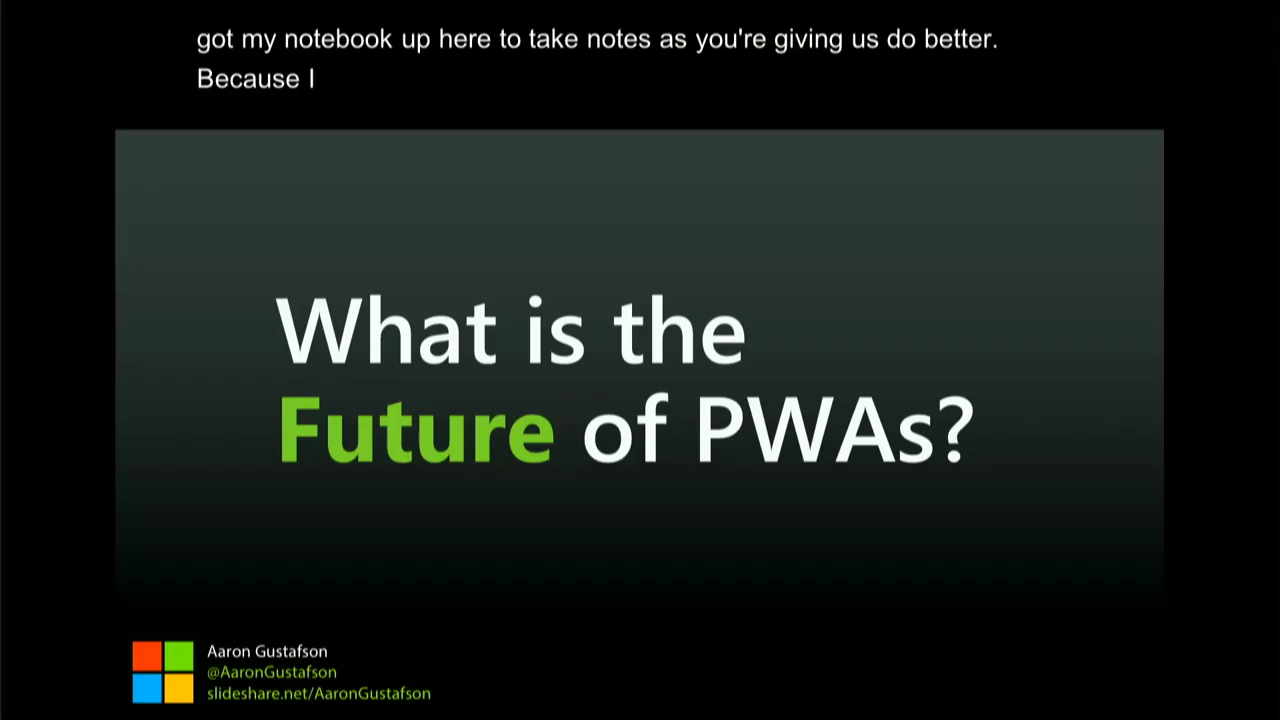 got my notebook up here to take notes as you're giving us do better.
Because I
What is the
Future of PWAs?
Aaron Gustafson
@AaronGustafson
slideshare.net/AaronGustafson